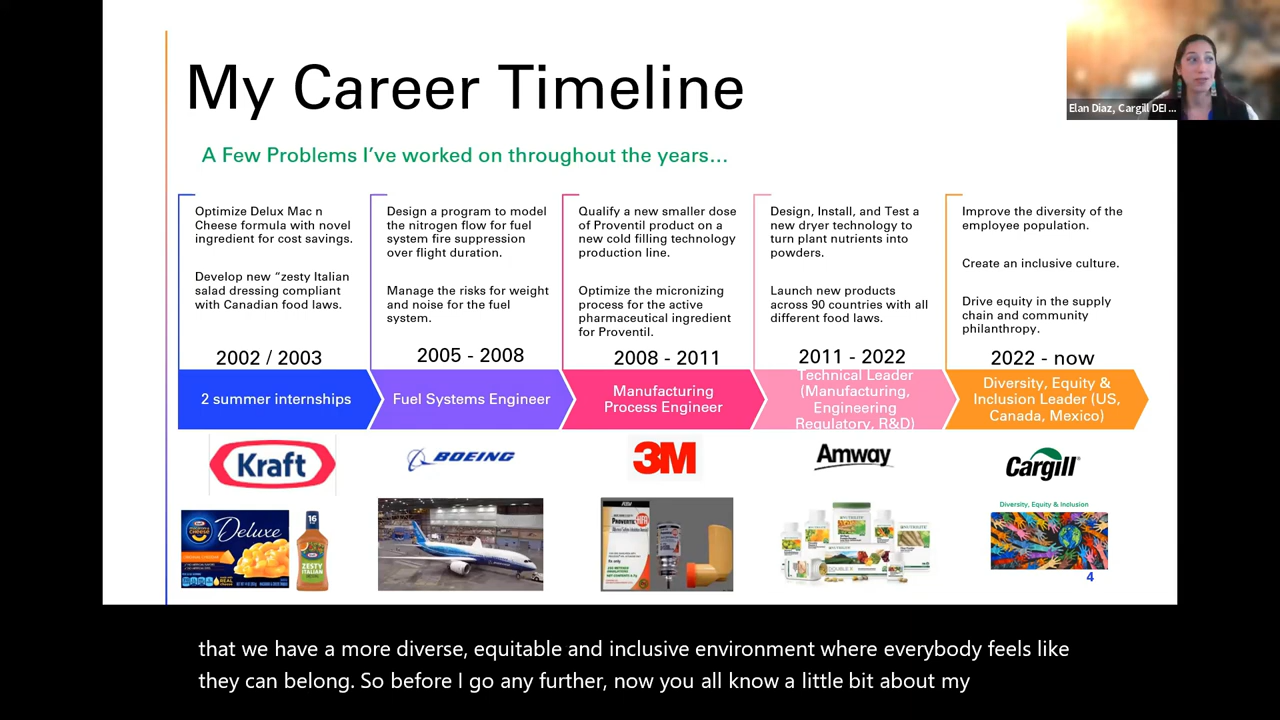 My Career Timeline
Elan Diaz, Cargill DEI ...
A Few Problems I've worked on throughout the years...
Optimize Delux Mac n
Cheese formula with novel
ingredient for cost savings.
Develop new "zesty Italian
salad dressing compliant
with Canadian food laws.
2002 / 2003
2 summer internships
Kraft
Deluxe
16
Kraft
ZESTY
ITALIAN
Design a program to model
the nitrogen flow for fuel
system fire suppression
over flight duration.
Manage the risks for weight
and noise for the fuel
system.
2005 - 2008
Fuel Systems Engineer
BOEING
Qualify a new smaller dose
of Proventil product on a
new cold filling technology
production line.
Optimize the micronizing
process for the active
pharmaceutical ingredient
for Proventil.
2008 - 2011
Manufacturing
Process Engineer
3M
Design, Install, and Test a
new dryer technology to
turn plant nutrients into
powders.
Launch new products
across 90 countries with all
different food laws.
2011 - 2022
Technical Leader
(Manufacturing,
Engineering
Regulatory, R&D)
Amway
Improve the diversity of the
employee population.
Create an inclusive culture.
Drive equity in the supply
chain and community
philanthropy.
2022 - now
Diversity, Equity &
Inclusion Leader (US,
Canada, Mexico)
Cargill
Diversity, Equity & Inclusion
4
that we have a more diverse, equitable and inclusive environment where everybody feels like
they can belong. So before I go any further, now you all know a little bit about my